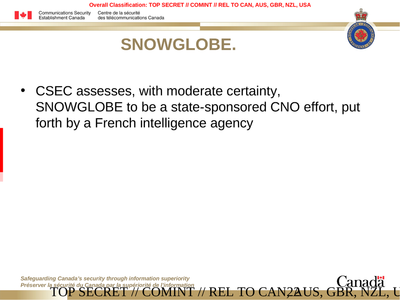 Overall Classification: TOP SECRET // COMINT // REL TO CAN, AUS, GBR, NZL, USA
Communications Security Establishment Canada
Centre de la sécurité des télécommunications Canada
SNOWGLOBE.
• CSEC assesses, with moderate certainty,
SNOWGLOBE to be a state-sponsored CNO effort, put
forth by a French intelligence agency
Safeguarding Canada's security through information superiority
Préserver la sécurité du Canada par la supériorité de l'information
Canada
TOP SECRET // COMINT // REL TO CAN, AUS, GBR, NZL, U
22